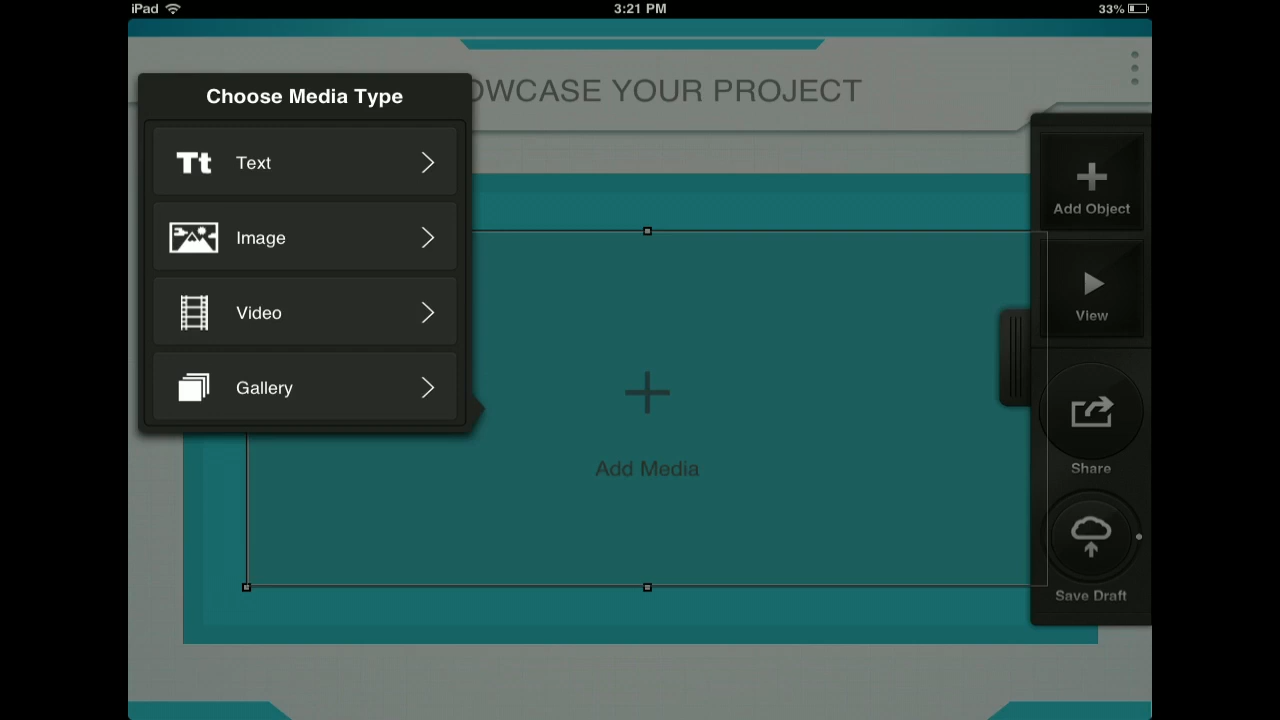 iPad
3:21 PM
33%
OWCASE YOUR PROJECT
Choose Media Type
Tt Text
Image
Video
Gallery
Add Media
Add Object
View
Share
Save Draft